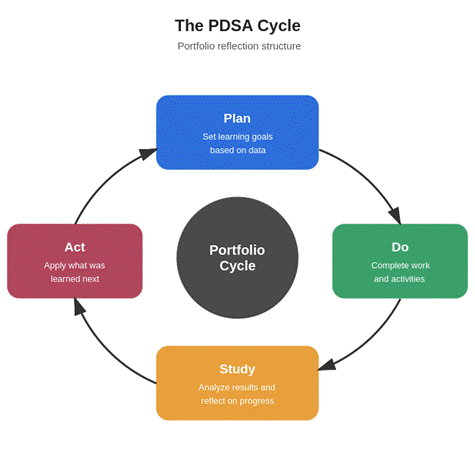 The PDSA Cycle
Portfolio reflection structure
Plan
Set learning goals
based on data
Do
Complete work
and activities
Study
Analyze results and
reflect on progress
Act
Apply what was
learned next
Portfolio
Cycle